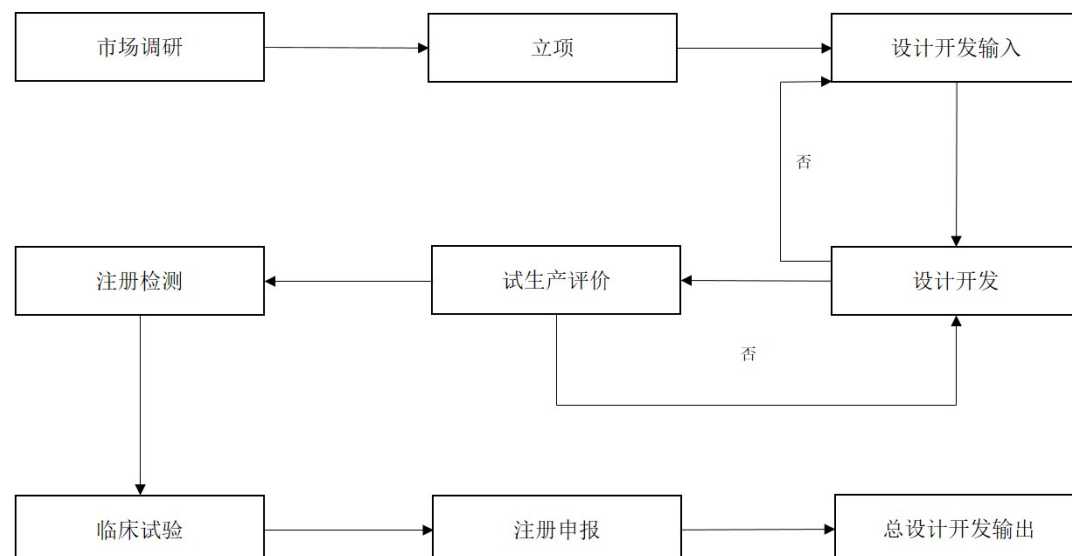 市场调研
立项
设计开发输入
否
注册检测
试生产评价
设计开发
否
临床试验
注册申报
总设计开发输出